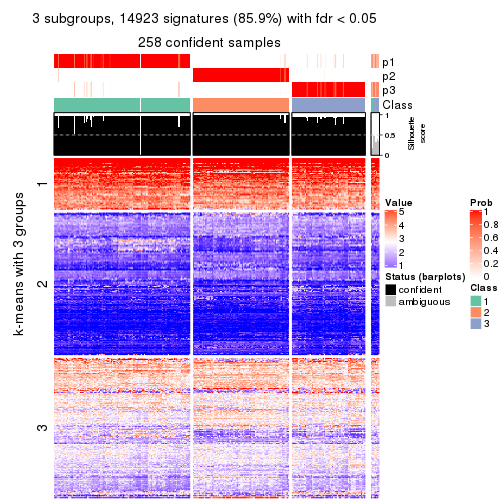 3 subgroups, 14923 signatures (85.9%) with fdr < 0.05
258 confident samples
p1
p2
p3
Class
1
0.5
0
Silhouette
score
k-means with 3 groups
1
2
3
Value
5
4
3
2
1
Status (barplots)
confident
ambiguous
Prob
1
0.8
0.6
0.4
0.2
0
Class
1
2
3